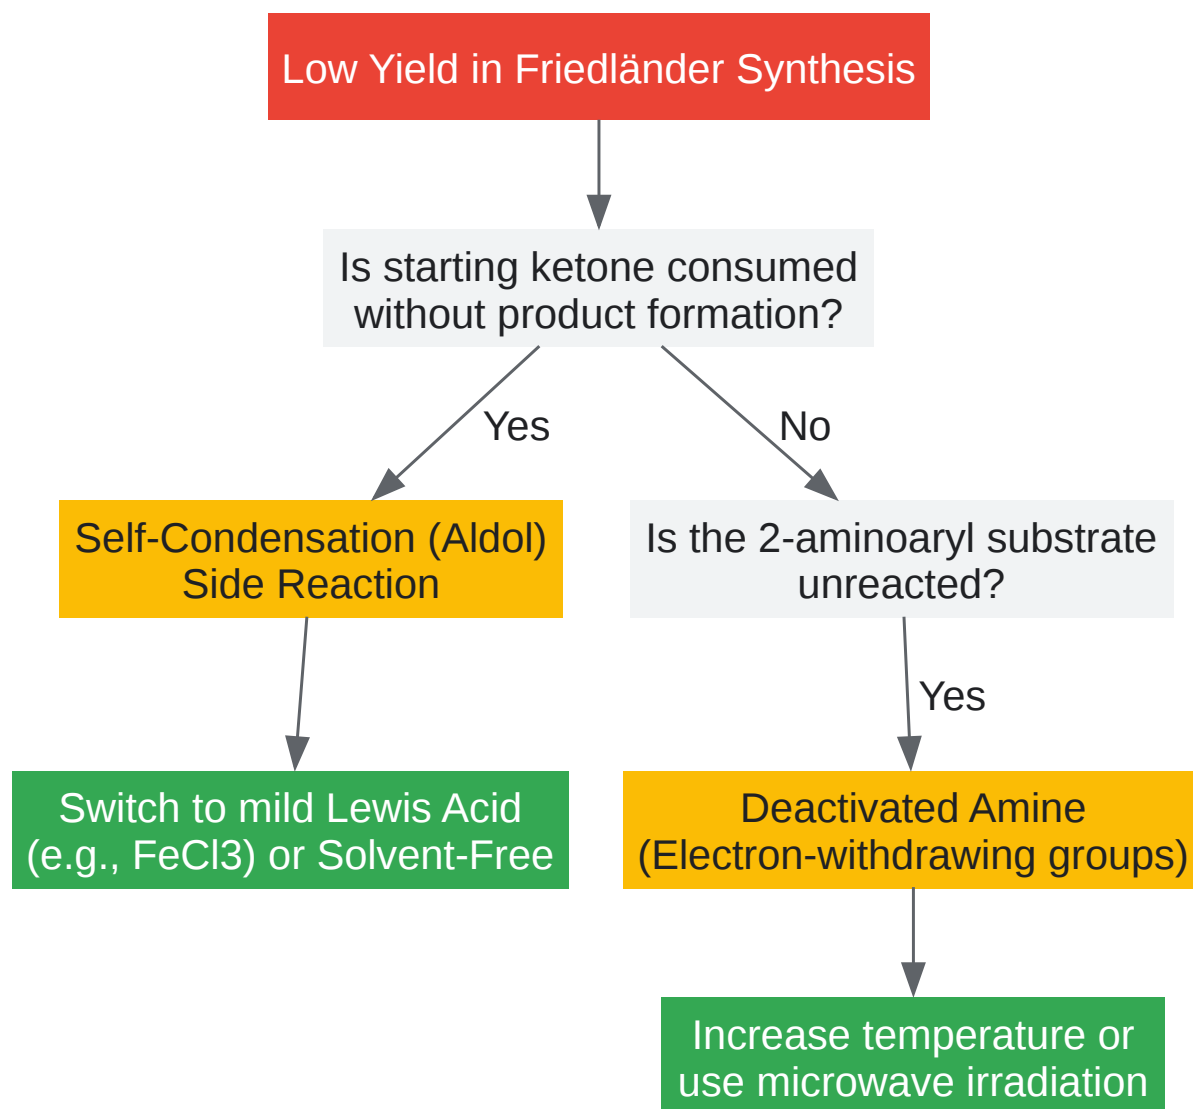 Low Yield in Friedländer Synthesis
Is starting ketone consumed
without product formation?
Yes
No
Self-Condensation (Aldol)
Side Reaction
Is the 2-aminoaryl substrate
unreacted?
Yes
Switch to mild Lewis Acid
(e.g., FeCl3) or Solvent-Free
Deactivated Amine
(Electron-withdrawing groups)
Increase temperature or
use microwave irradiation